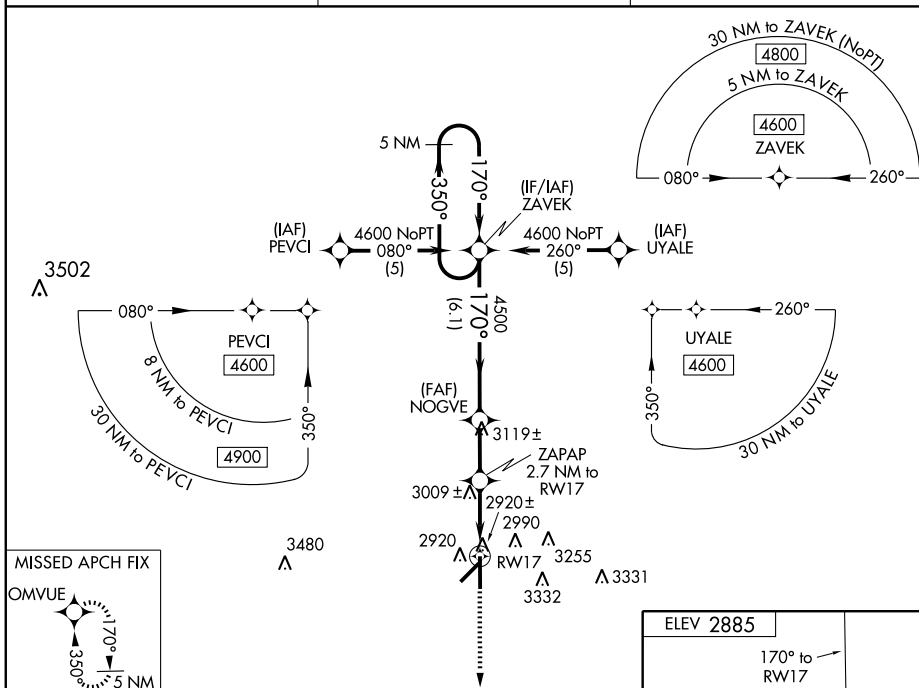 30 NM to ZAVEK (NoPT)
4800
5 NM to ZAVEK
4600
ZAVEK
080°
260°
5 NM
350°
170°
(IF/IAF)
ZAVEK
(IAF)
PEVCI
4600 NoPT
080°
(5)
4600 NoPT
260°
(5)
(IAF)
UYALE
3502
4500
170°
(6.1)
080°
PEVCI
4600
8 NM to PEVCI
350°
4900
30 NM to PEVCI
260°
UYALE
4600
350°
30 NM to UYALE
(FAF)
NOGVE
3119±
ZAPAP
2.7 NM to
RW17
3009 ±
2920±
2990
2920
RW17
3255
3480
3332
3331
MISSED APCH FIX
OMVUE
170°
350°
5 NM
ELEV 2885
170° to
RW17